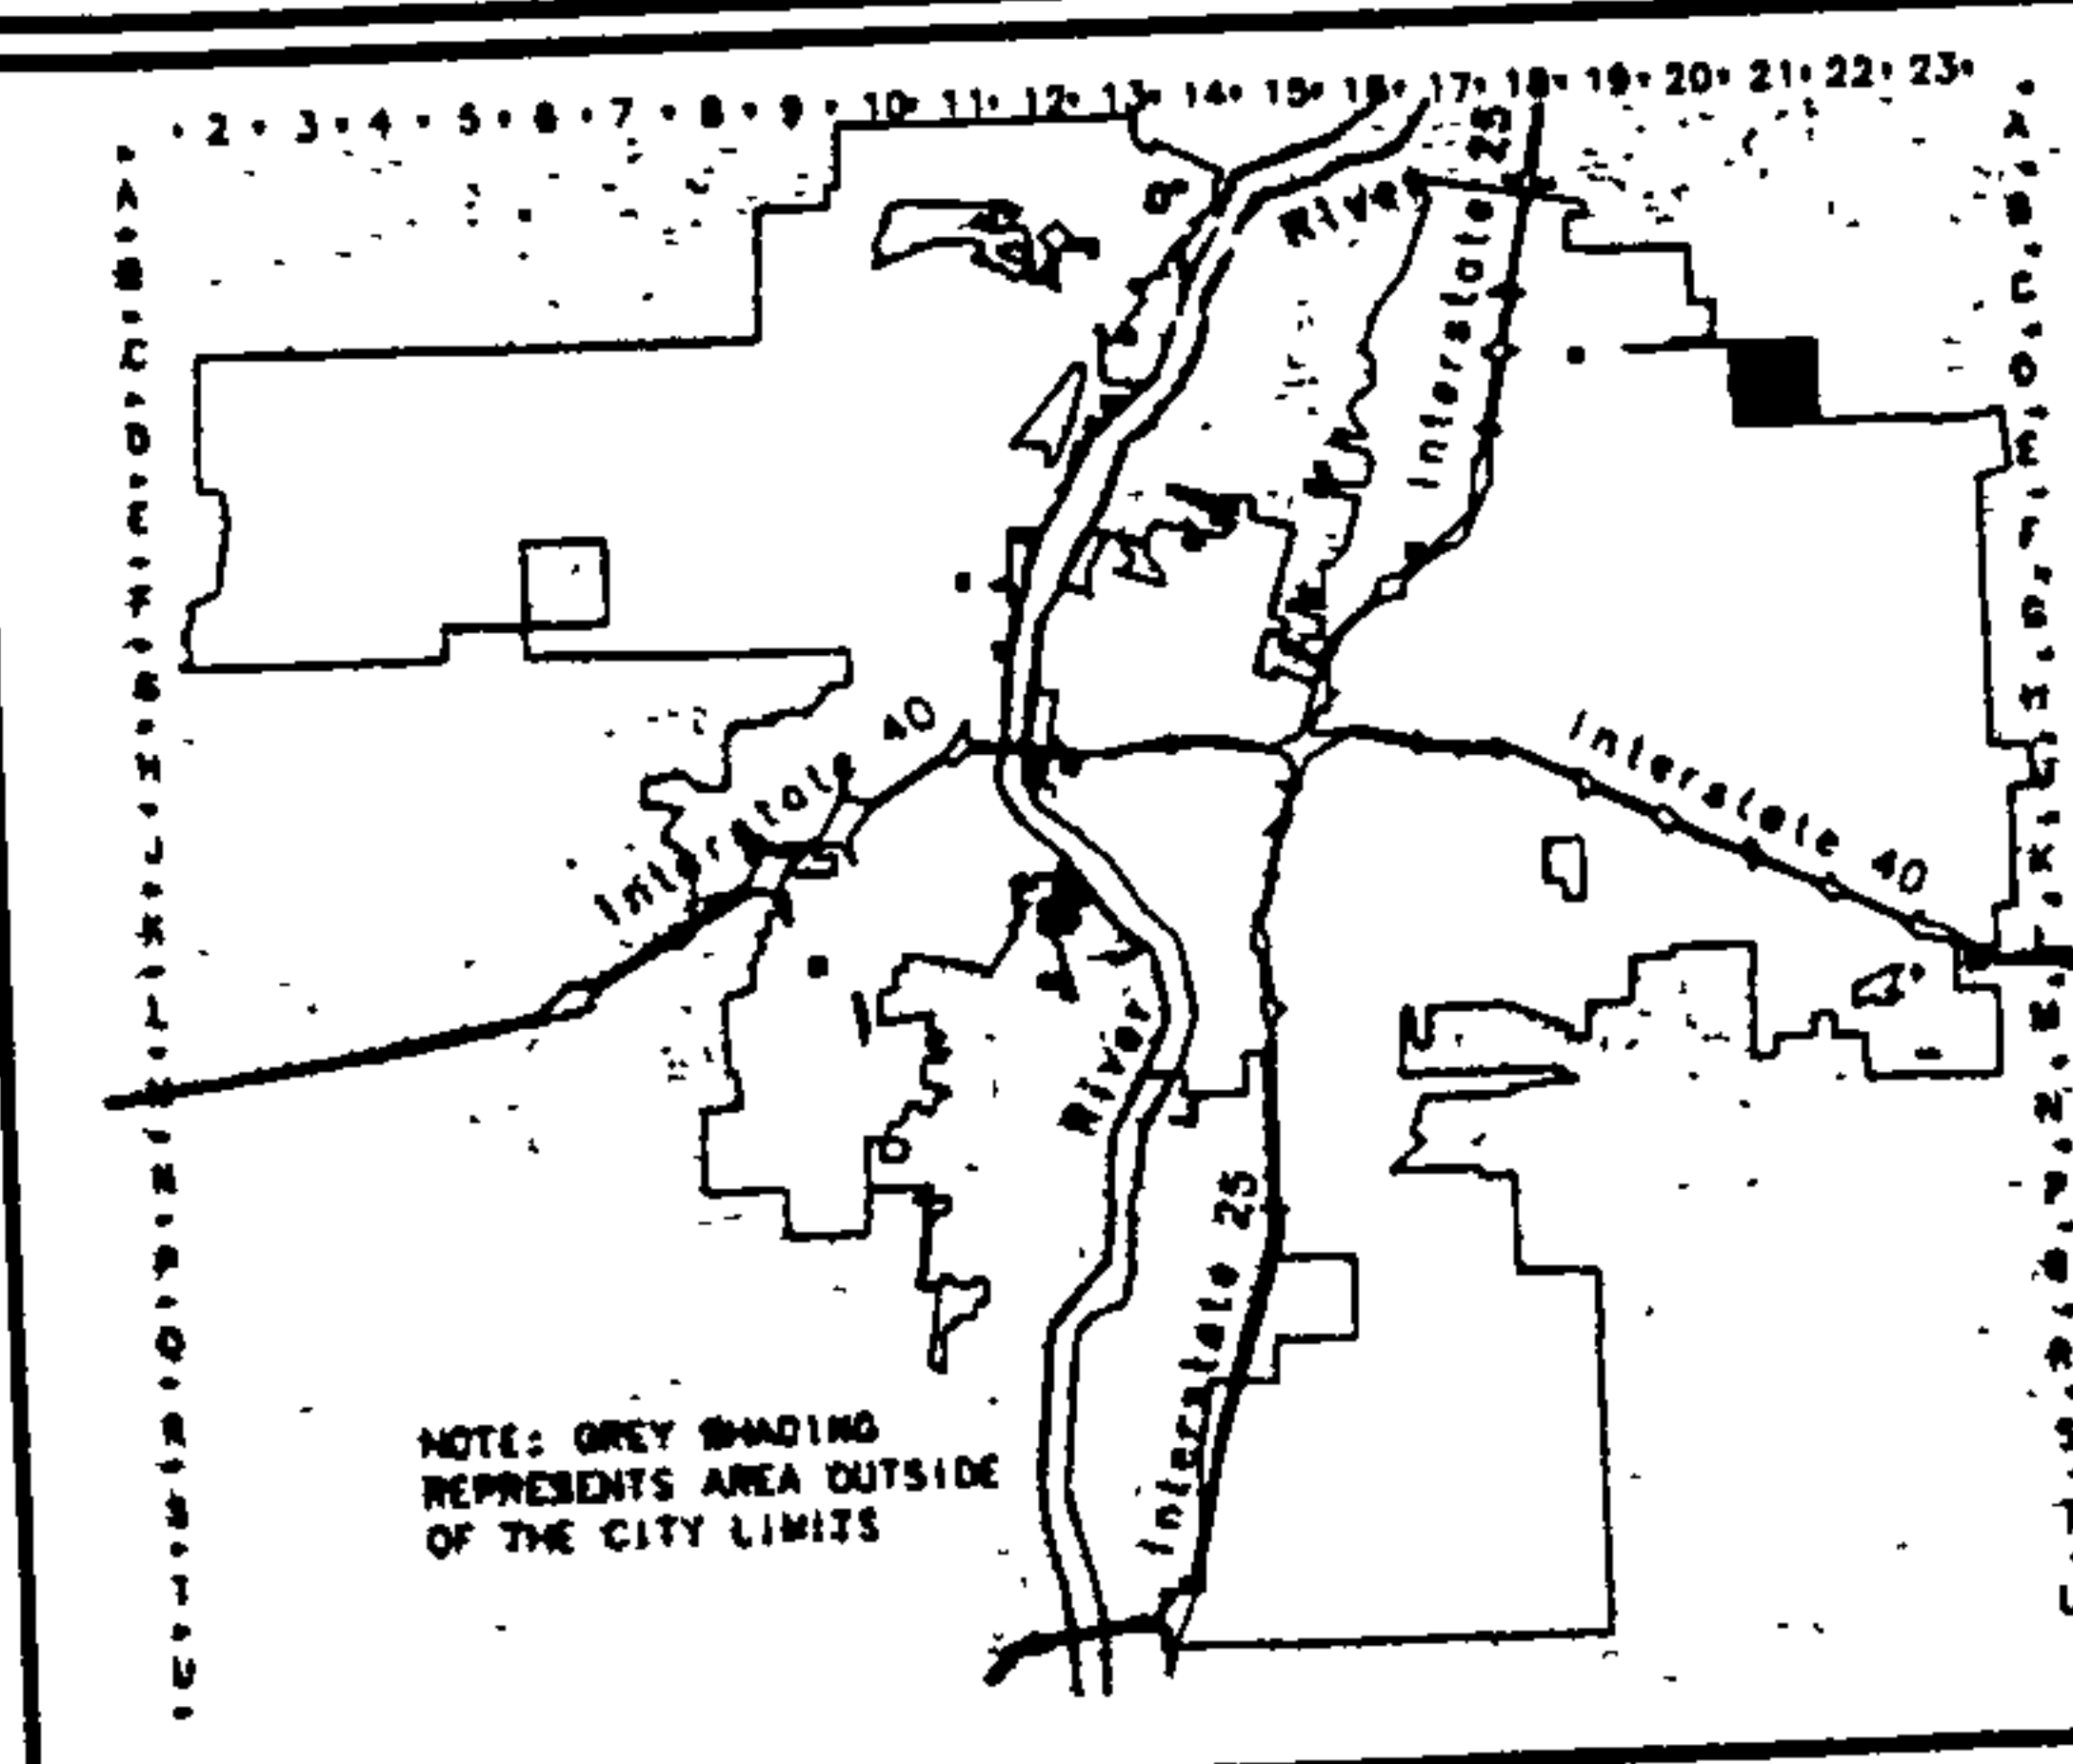 2 3 4 5 6 7 8 9 10 11 12 13 14 15 16 17 18 19 20 21 22 23
A A
B B
C C
D D
E E
F F
G G
H H
J J
K K
L L
M M
N N
P P
Q Q
R R
S S
T T
U U
River
Interstate 25
Interstate 40
Interstate 40
River
Interstate 25
NOTE: GREY SHADING
REPRESENTS AREA OUTSIDE
OF THE CITY LIMITS